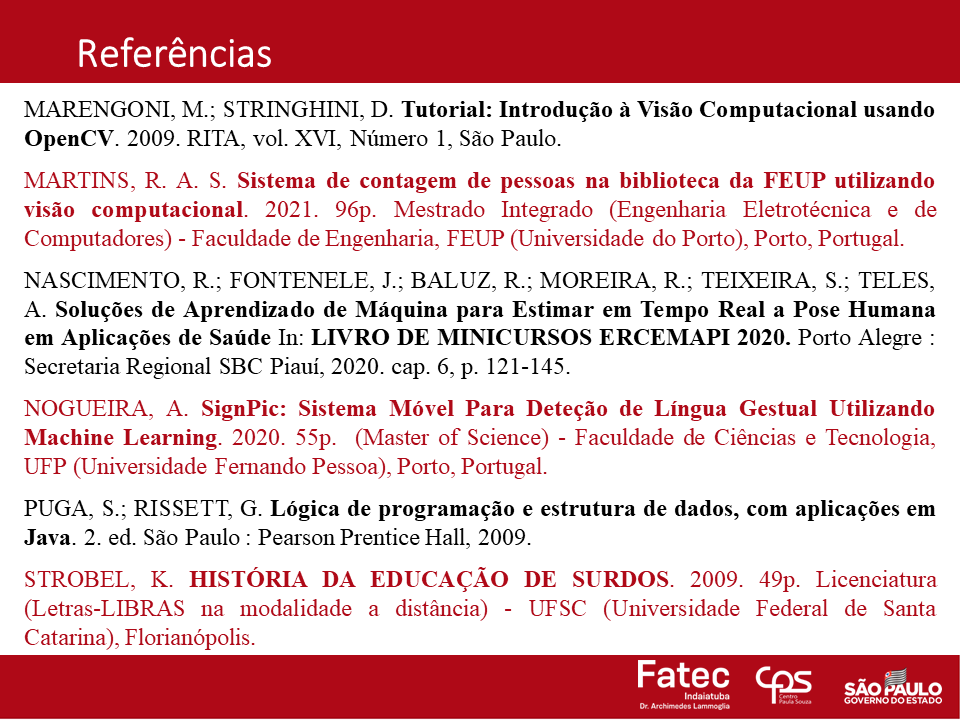 Referências
MARENGONI, M.; STRINGHINI, D. Tutorial: Introdução à Visão Computacional usando
OpenCV. 2009. RITA, vol. XVI, Número 1, São Paulo.
MARTINS, R. A. S. Sistema de contagem de pessoas na biblioteca da FEUP utilizando
visão computacional. 2021. 96p. Mestrado Integrado (Engenharia Eletrotécnica e de
Computadores) - Faculdade de Engenharia, FEUP (Universidade do Porto), Porto, Portugal.
NASCIMENTO, R.; FONTENELE, J.; BALUZ, R.; MOREIRA, R.; TEIXEIRA, S.; TELES,
A. Soluções de Aprendizado de Máquina para Estimar em Tempo Real a Pose Humana
em Aplicações de Saúde In: LIVRO DE MINICURSOS ERCEMAPI 2020. Porto Alegre :
Secretaria Regional SBC Piauí, 2020. cap. 6, p. 121-145.
NOGUEIRA, A. SignPic: Sistema Móvel Para Deteção de Língua Gestual Utilizando
Machine Learning. 2020. 55p. (Master of Science) - Faculdade de Ciências e Tecnologia,
UFP (Universidade Fernando Pessoa), Porto, Portugal.
PUGA, S.; RISSETT, G. Lógica de programação e estrutura de dados, com aplicações em
Java. 2. ed. São Paulo : Pearson Prentice Hall, 2009.
STROBEL, K. HISTÓRIA DA EDUCAÇÃO DE SURDOS. 2009. 49p. Licenciatura
(Letras-LIBRAS na modalidade a distância) - UFSC (Universidade Federal de Santa
Catarina), Florianópolis.
Fatec
Indaiatuba
Dr. Archimedes Lammoglia
CPS
Centro
Paula Souza
SÃO PAULO
GOVERNO DO ESTADO